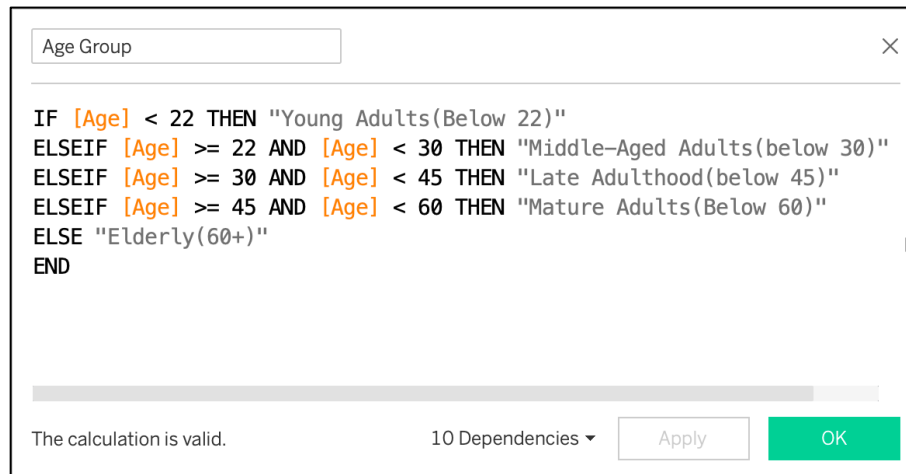 Age Group
IF [Age] < 22 THEN "Young Adults(Below 22)"
ELSEIF [Age] >= 22 AND [Age] < 30 THEN "Middle-Aged Adults(below 30)"
ELSEIF [Age] >= 30 AND [Age] < 45 THEN "Late Adulthood(below 45)"
ELSEIF [Age] >= 45 AND [Age] < 60 THEN "Mature Adults(Below 60)"
ELSE "Elderly(60+)"
END
The calculation is valid. 10 Dependencies Apply OK